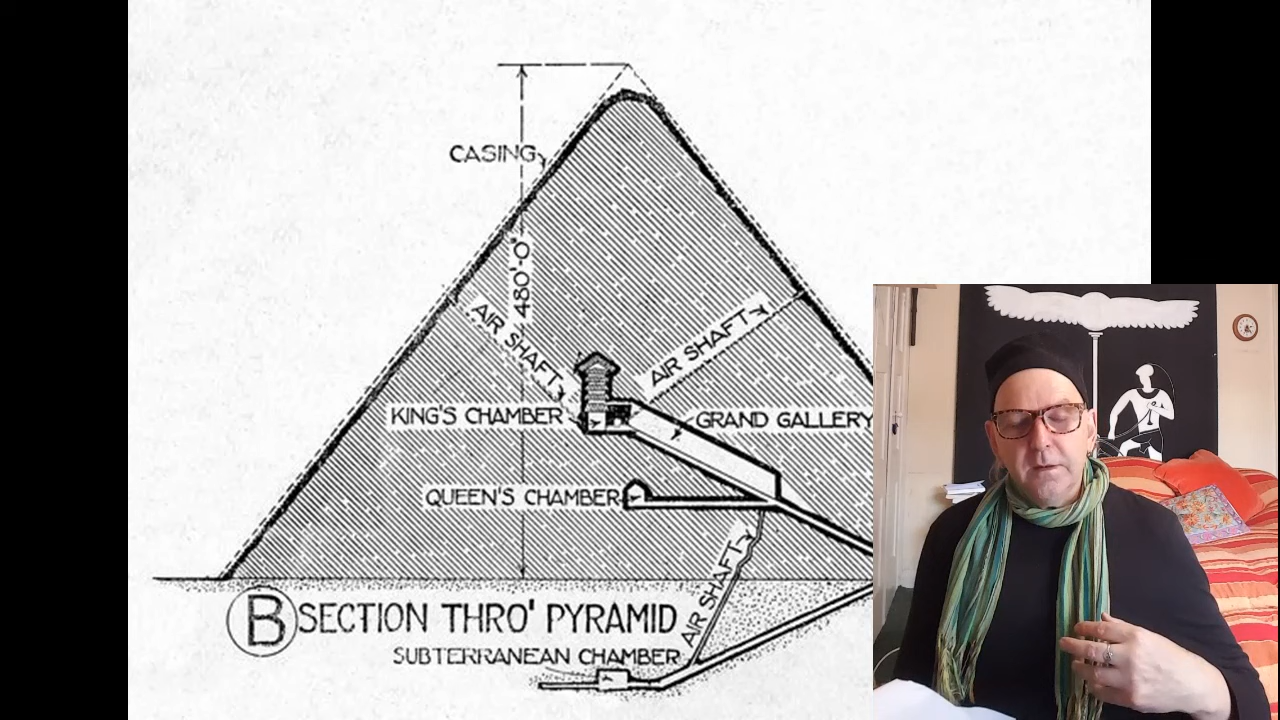 CASING
480'-0"
AIR SHAFT
AIR SHAFT
KING'S CHAMBER
GRAND GALLERY
QUEEN'S CHAMBER
AIR SHAFT
B SECTION THRO' PYRAMID
SUBTERRANEAN CHAMBER